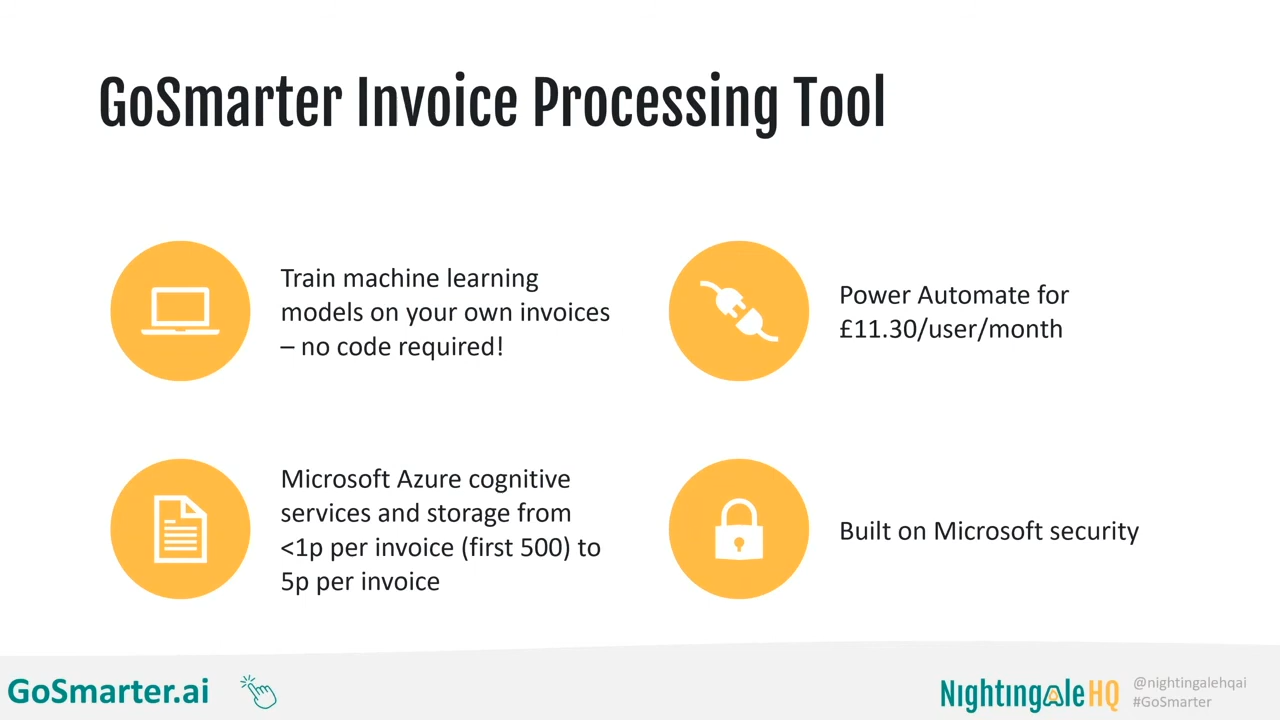 GoSmarter Invoice Processing Tool
Train machine learning
models on your own invoices
– no code required!
Power Automate for
£11.30/user/month
Microsoft Azure cognitive
services and storage from
<1p per invoice (first 500) to
5p per invoice
Built on Microsoft security
GoSmarter.ai
NightingaleHQ
@nightingalehqai
#GoSmarter